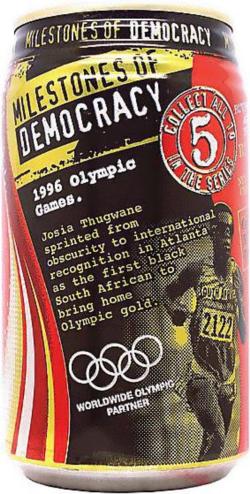 MILESTONES OF DEMOCRACY
MILESTONES OF
DEMOCRACY
COLLECT ALL 10
5
IN THE SERIES
1996 Olympic
Games.
Josia Thugwane
sprinted from
obscurity to international
recognition in Atlanta
as the first black
South African to
bring home
Olympic gold.
2122
WORLDWIDE OLYMPIC
PARTNER